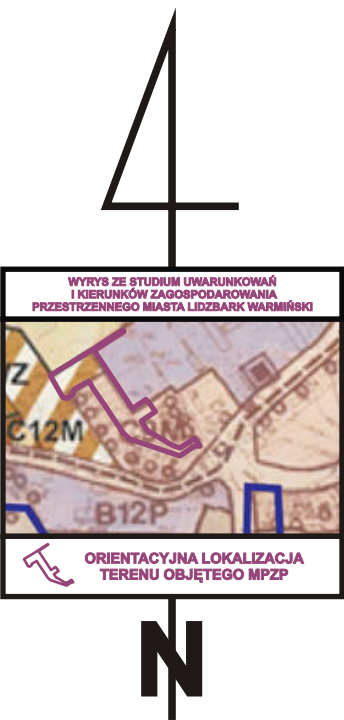 WYRYS ZE STUDIUM UWARUNKOWAŃ
I KIERUNKÓW ZAGOSPODAROWANIA
PRZESTRZENNEGO MIASTA LIDZBARK WARMIŃSKI
Z
C12M
B12P
ORIENTACYJNA LOKALIZACJA
TERENU OBJĘTEGO MPZP
N